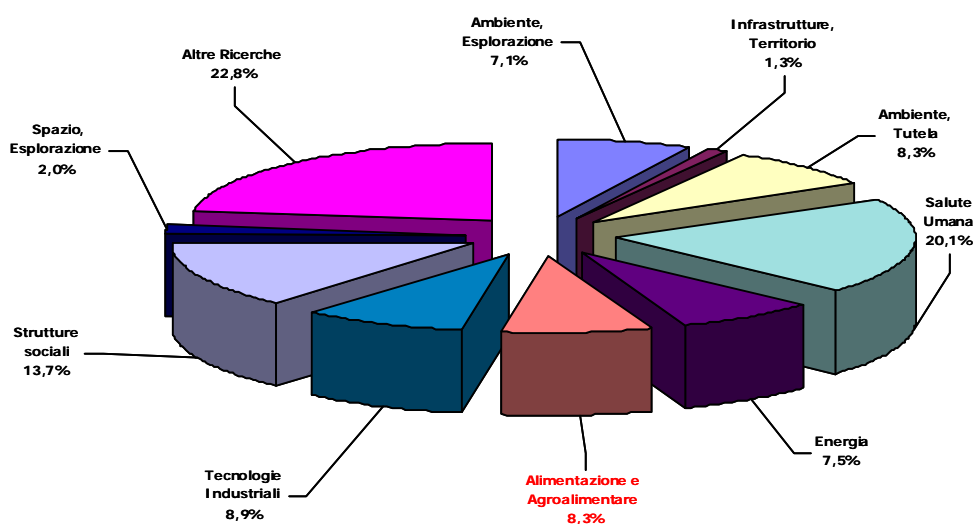 Ambiente,
Esplorazione
7,1%
Infrastrutture,
Territorio
1,3%
Altre Ricerche
22,8%
Ambiente,
Tutela
8,3%
Spazio,
Esplorazione
2,0%
Salute
Umana
20,1%
Strutture
sociali
13,7%
Energia
7,5%
Tecnologie
Industriali
8,9%
Alimentazione e
Agroalimentare
8,3%